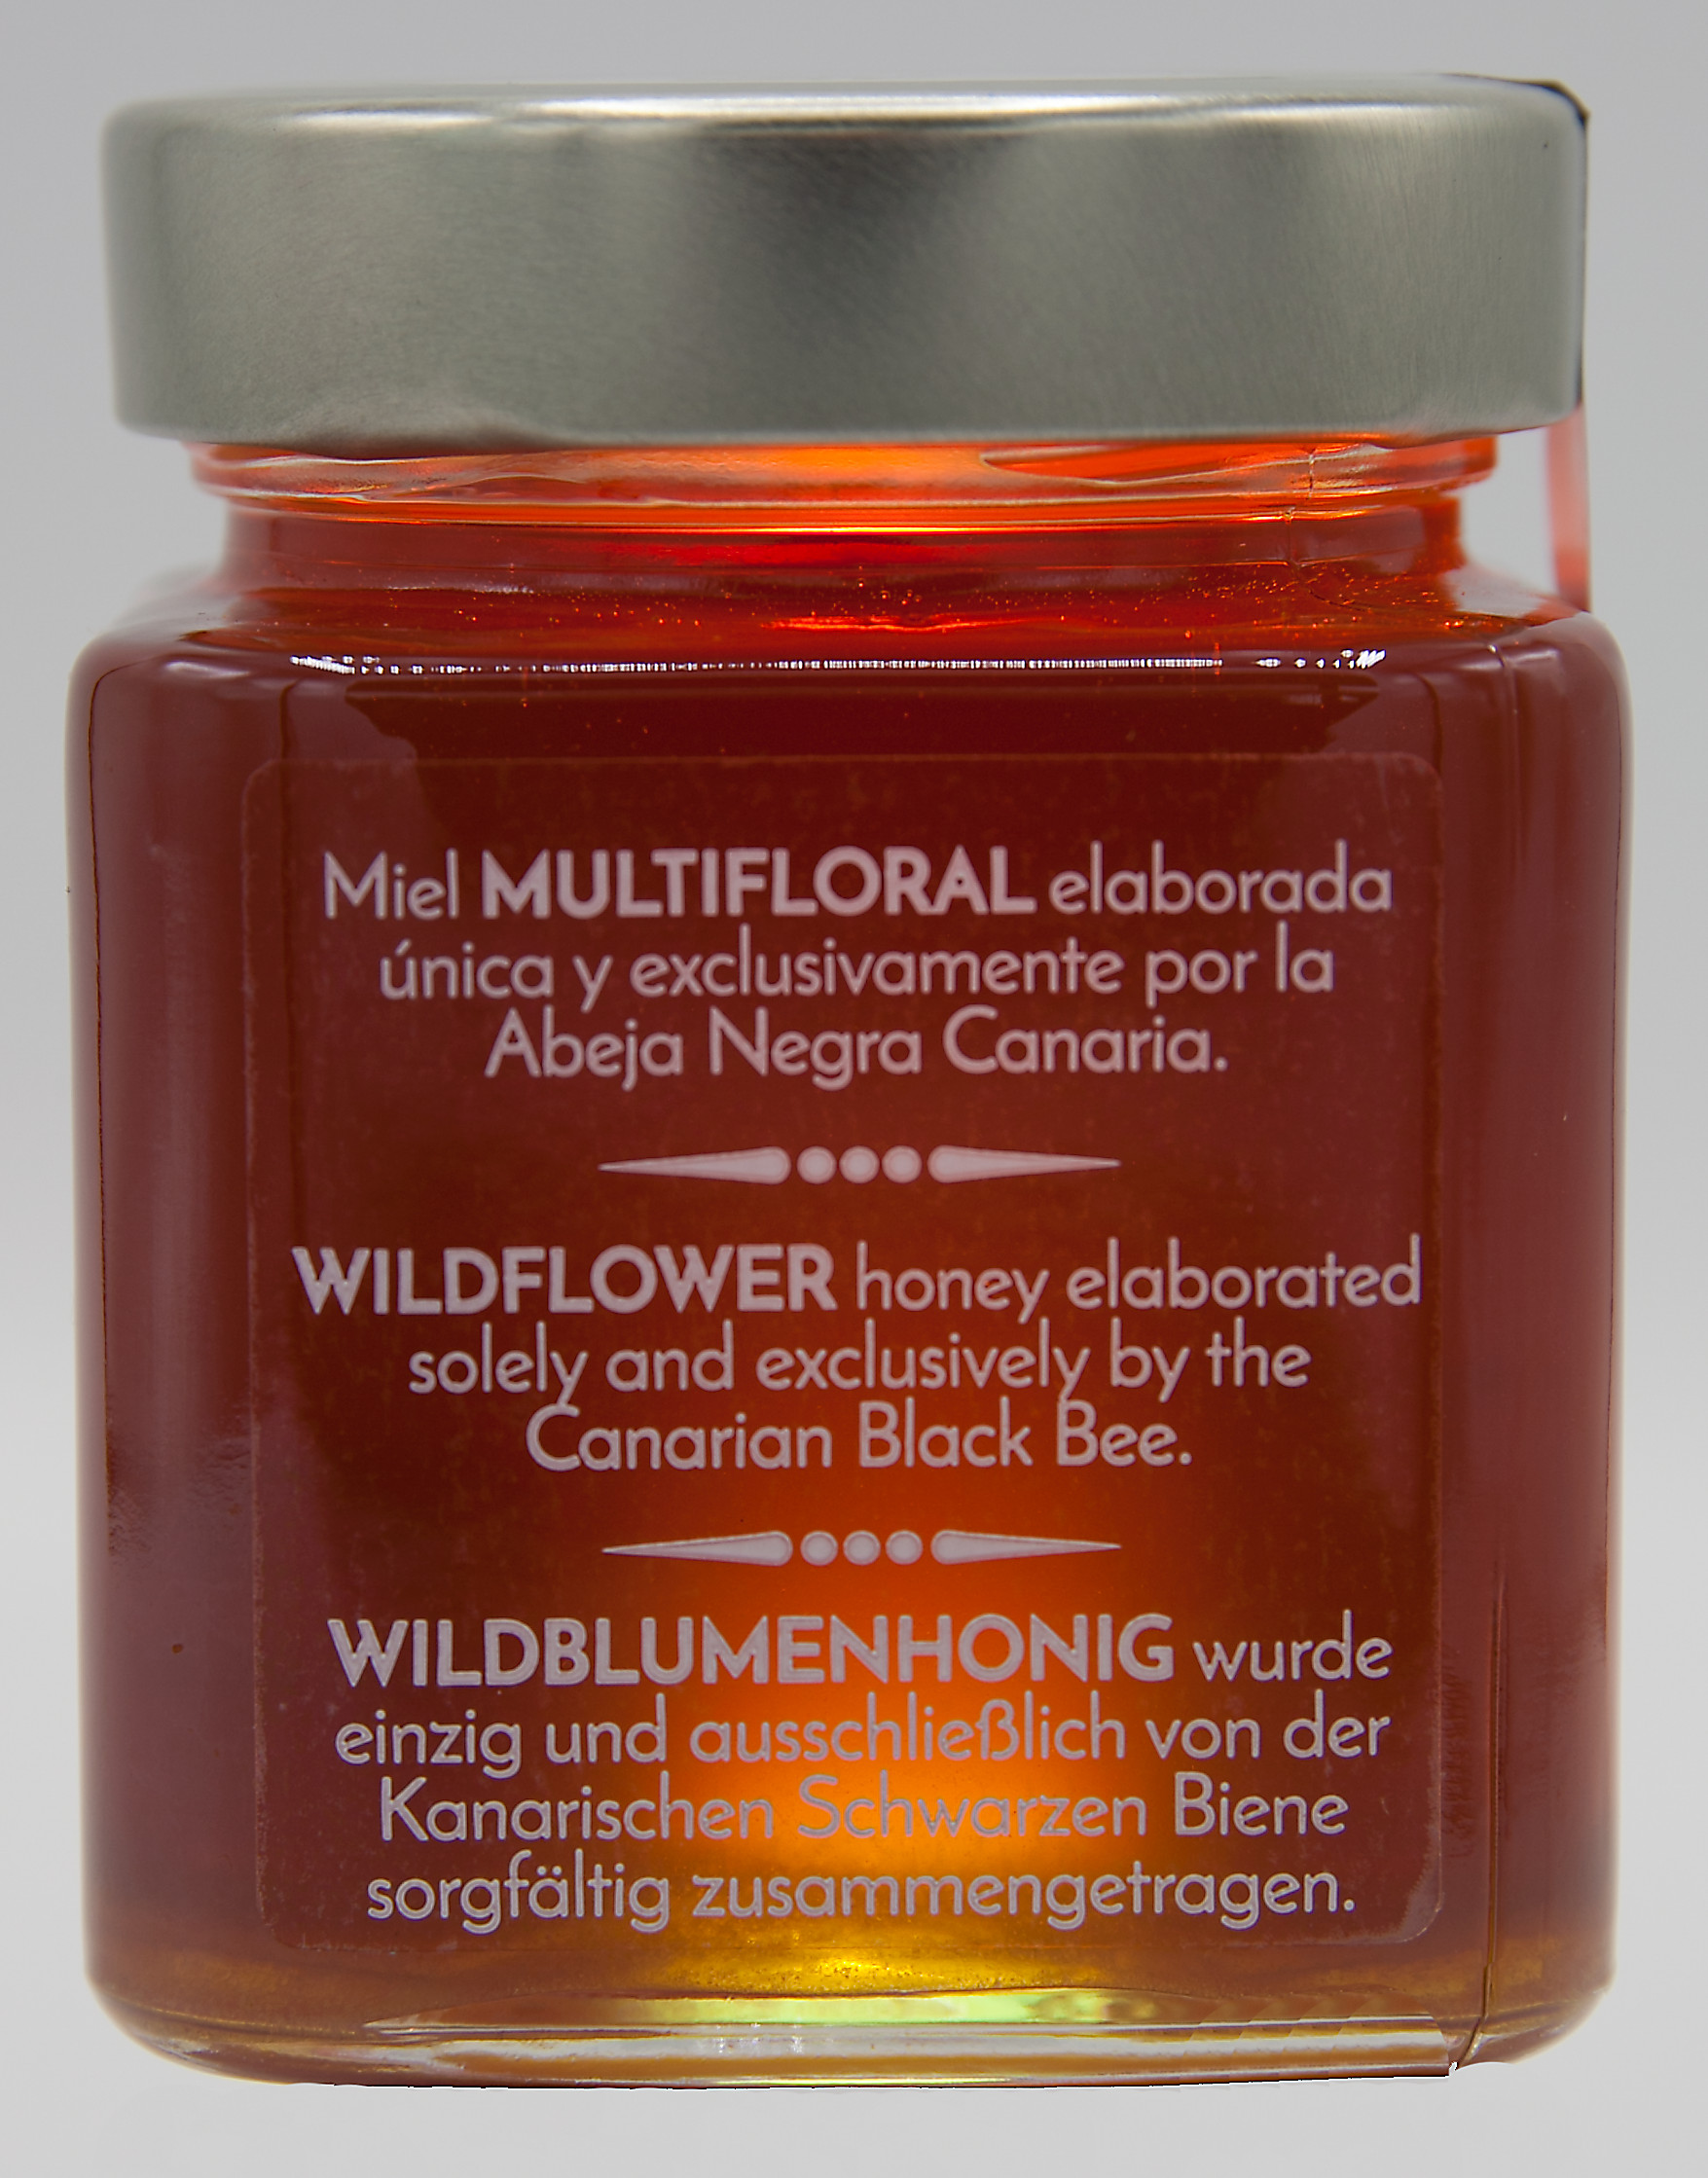 Miel MULTIFLORAL elaborada
única y exclusivamente por la
Abeja Negra Canaria.
WILDFLOWER honey elaborated
solely and exclusively by the
Canarian Black Bee.
WILDBLUMENHONIG wurde
einzig und ausschließlich von der
Kanarischen Schwarzen Biene
sorgfältig zusammengetragen.